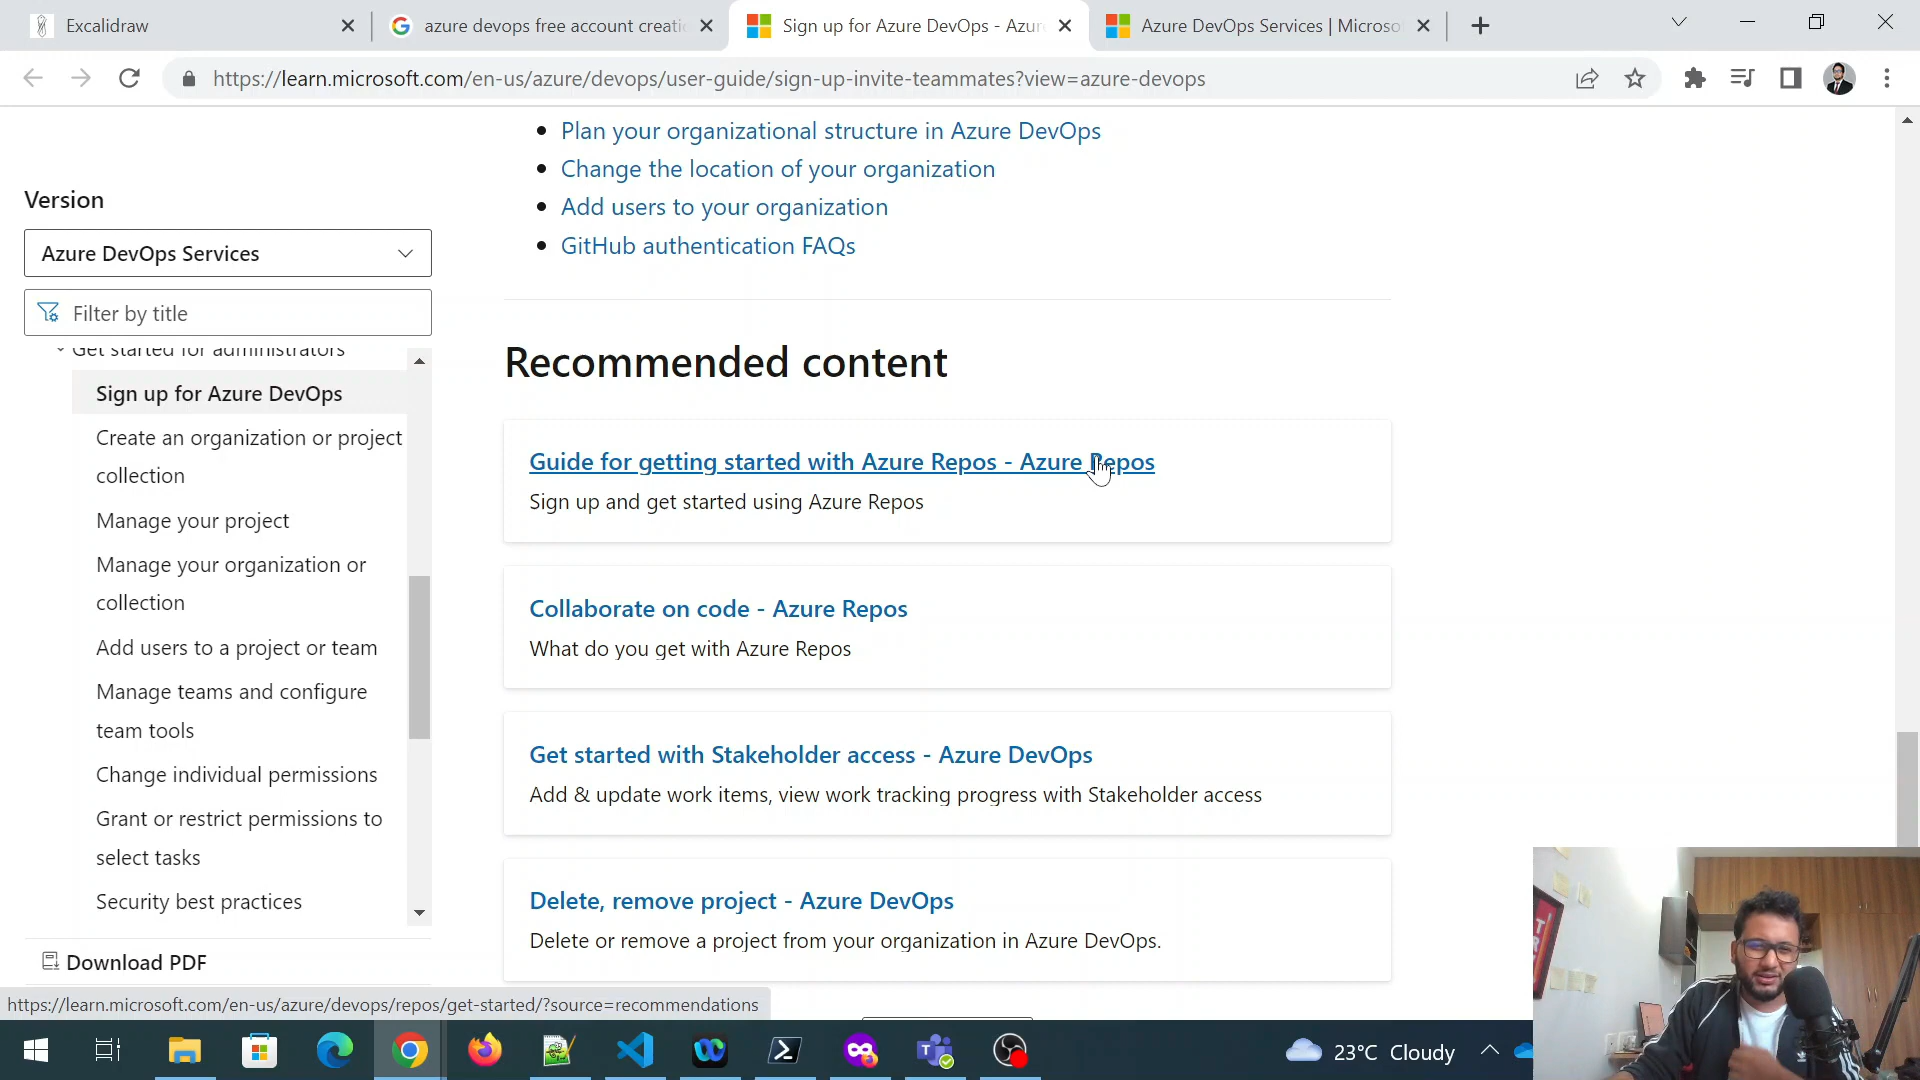 Excalidraw
azure devops free account creati
Sign up for Azure DevOps - Azur
Azure DevOps Services | Microso
https://learn.microsoft.com/en-us/azure/devops/user-guide/sign-up-invite-teammates?view=azure-devops
Version
Azure DevOps Services
Filter by title
Get started for administrators
Sign up for Azure DevOps
Create an organization or project
collection
Manage your project
Manage your organization or
collection
Add users to a project or team
Manage teams and configure
team tools
Change individual permissions
Grant or restrict permissions to
select tasks
Security best practices
Download PDF
Plan your organizational structure in Azure DevOps
Change the location of your organization
Add users to your organization
GitHub authentication FAQs
Recommended content
Guide for getting started with Azure Repos - Azure Repos
Sign up and get started using Azure Repos
Collaborate on code - Azure Repos
What do you get with Azure Repos
Get started with Stakeholder access - Azure DevOps
Add & update work items, view work tracking progress with Stakeholder access
Delete, remove project - Azure DevOps
Delete or remove a project from your organization in Azure DevOps.
https://learn.microsoft.com/en-us/azure/devops/repos/get-started/?source=recommendations
23°C Cloudy